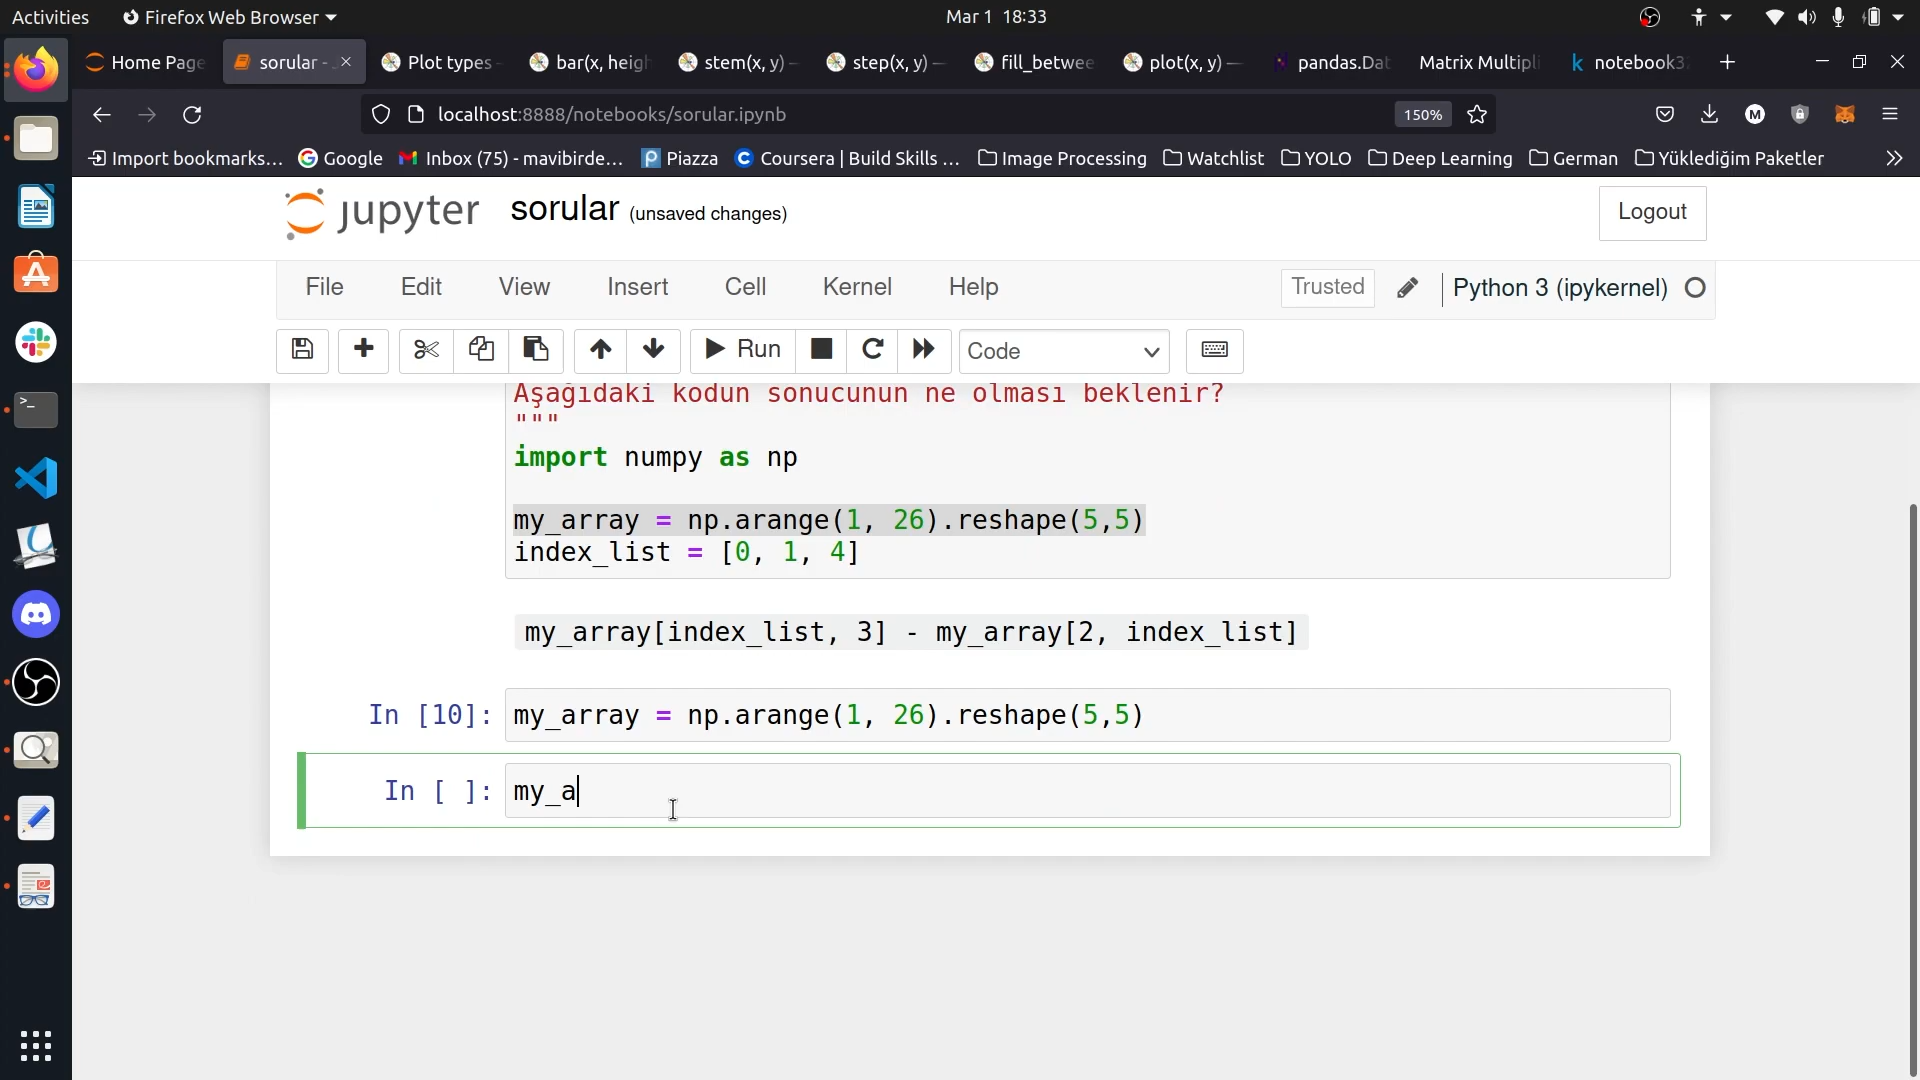 Activities
Firefox Web Browser
Mar 1 18:33
Home Page
sorular -
Plot types -
bar(x, heigh
stem(x, y) —
step(x, y) —
fill_betwee
plot(x, y) —
pandas.Dat
Matrix Multipli
notebook3
localhost:8888/notebooks/sorular.ipynb
150%
Import bookmarks...
Google
Inbox (75) - mavibirde...
Piazza
Coursera | Build Skills ...
Image Processing
Watchlist
YOLO
Deep Learning
German
Yüklediğim Paketler
jupyter
sorular (unsaved changes)
Logout
File
Edit
View
Insert
Cell
Kernel
Help
Trusted
Python 3 (ipykernel)
Run
Code
Aşağıdaki kodun sonucunun ne olması beklenir?
"""
import numpy as np
my_array = np.arange(1, 26).reshape(5,5)
index_list = [0, 1, 4]
my_array[index_list, 3] - my_array[2, index_list]
In [10]: my_array = np.arange(1, 26).reshape(5,5)
In [ ]: my_a